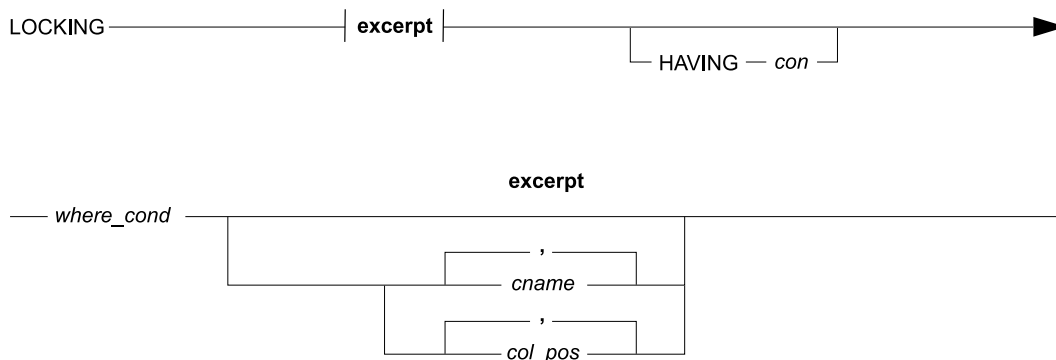 LOCKING excerpt
HAVING con
excerpt
where_cond
,
cname
,
col_pos